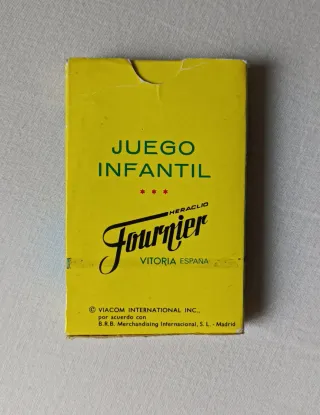 JUEGO
INFANTIL
HERACLIO
Fournier
VITORIA ESPAÑA
© VIACOM INTERNATIONAL INC.,
por acuerdo con
B.R.B. Merchandising Internacional, S. L. - Madrid